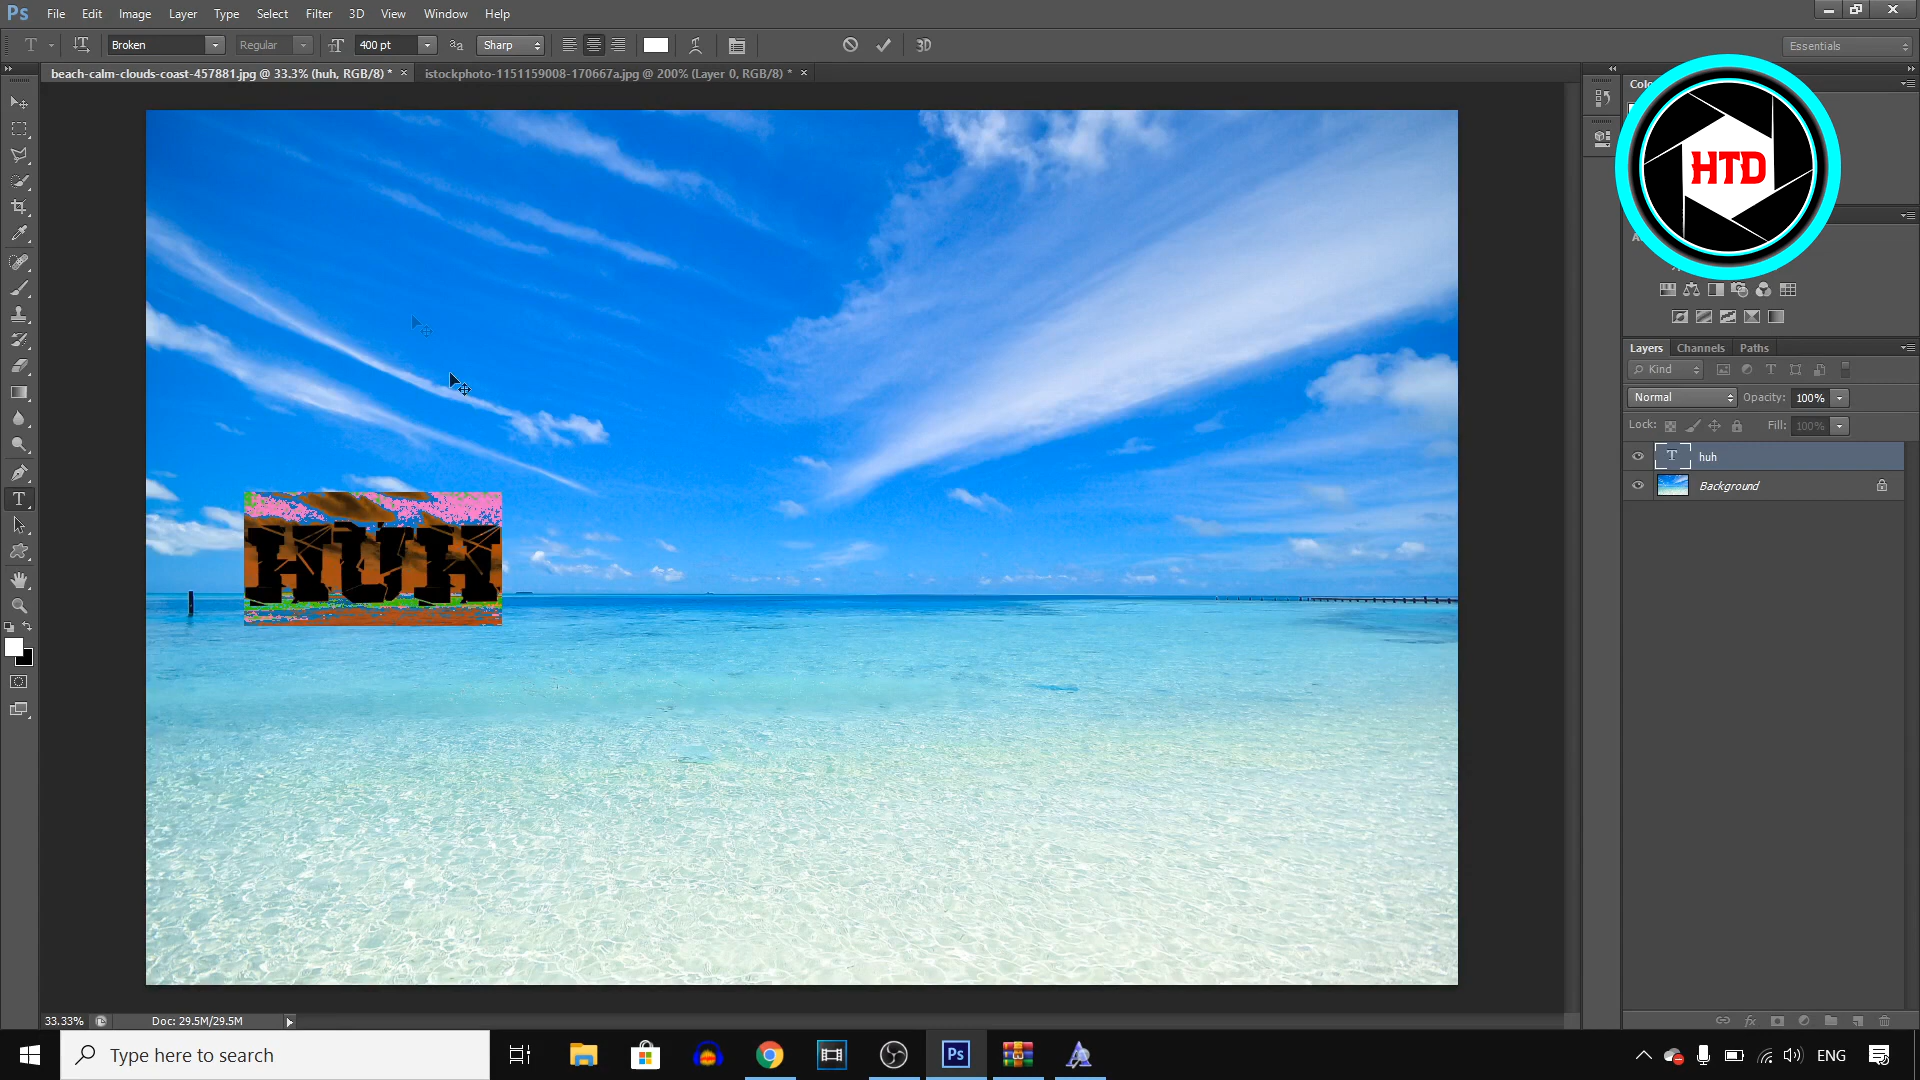 Ps File Edit Image Layer Type Select Filter 3D View Window Help
T Broken Regular 400 pt aa Sharp 3D Essentials
beach-calm-clouds-coast-457881.jpg @ 33.3% (huh, RGB/8) * × istockphoto-1151159008-170667a.jpg @ 200% (Layer 0, RGB/8) * ×
HTD
HUH
Layers Channels Paths
Kind
Normal Opacity: 100%
Lock: Fill: 100%
T huh
Background
fx
33.33% Doc: 29.5M/29.5M
Type here to search
Ps
ENG